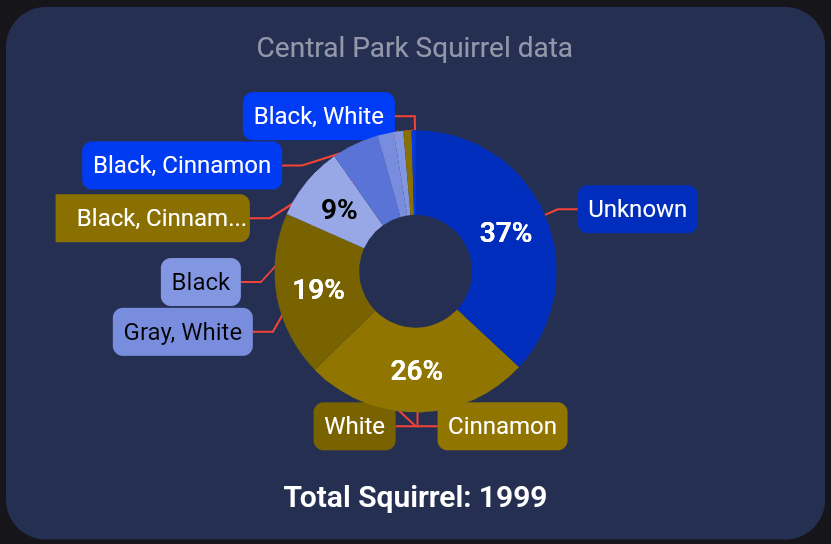 Central Park Squirrel data
Black, White
Black, Cinnamon
Black, Cinnam...
9%
Unknown
37%
Black
19%
Gray, White
26%
White
Cinnamon
Total Squirrel: 1999